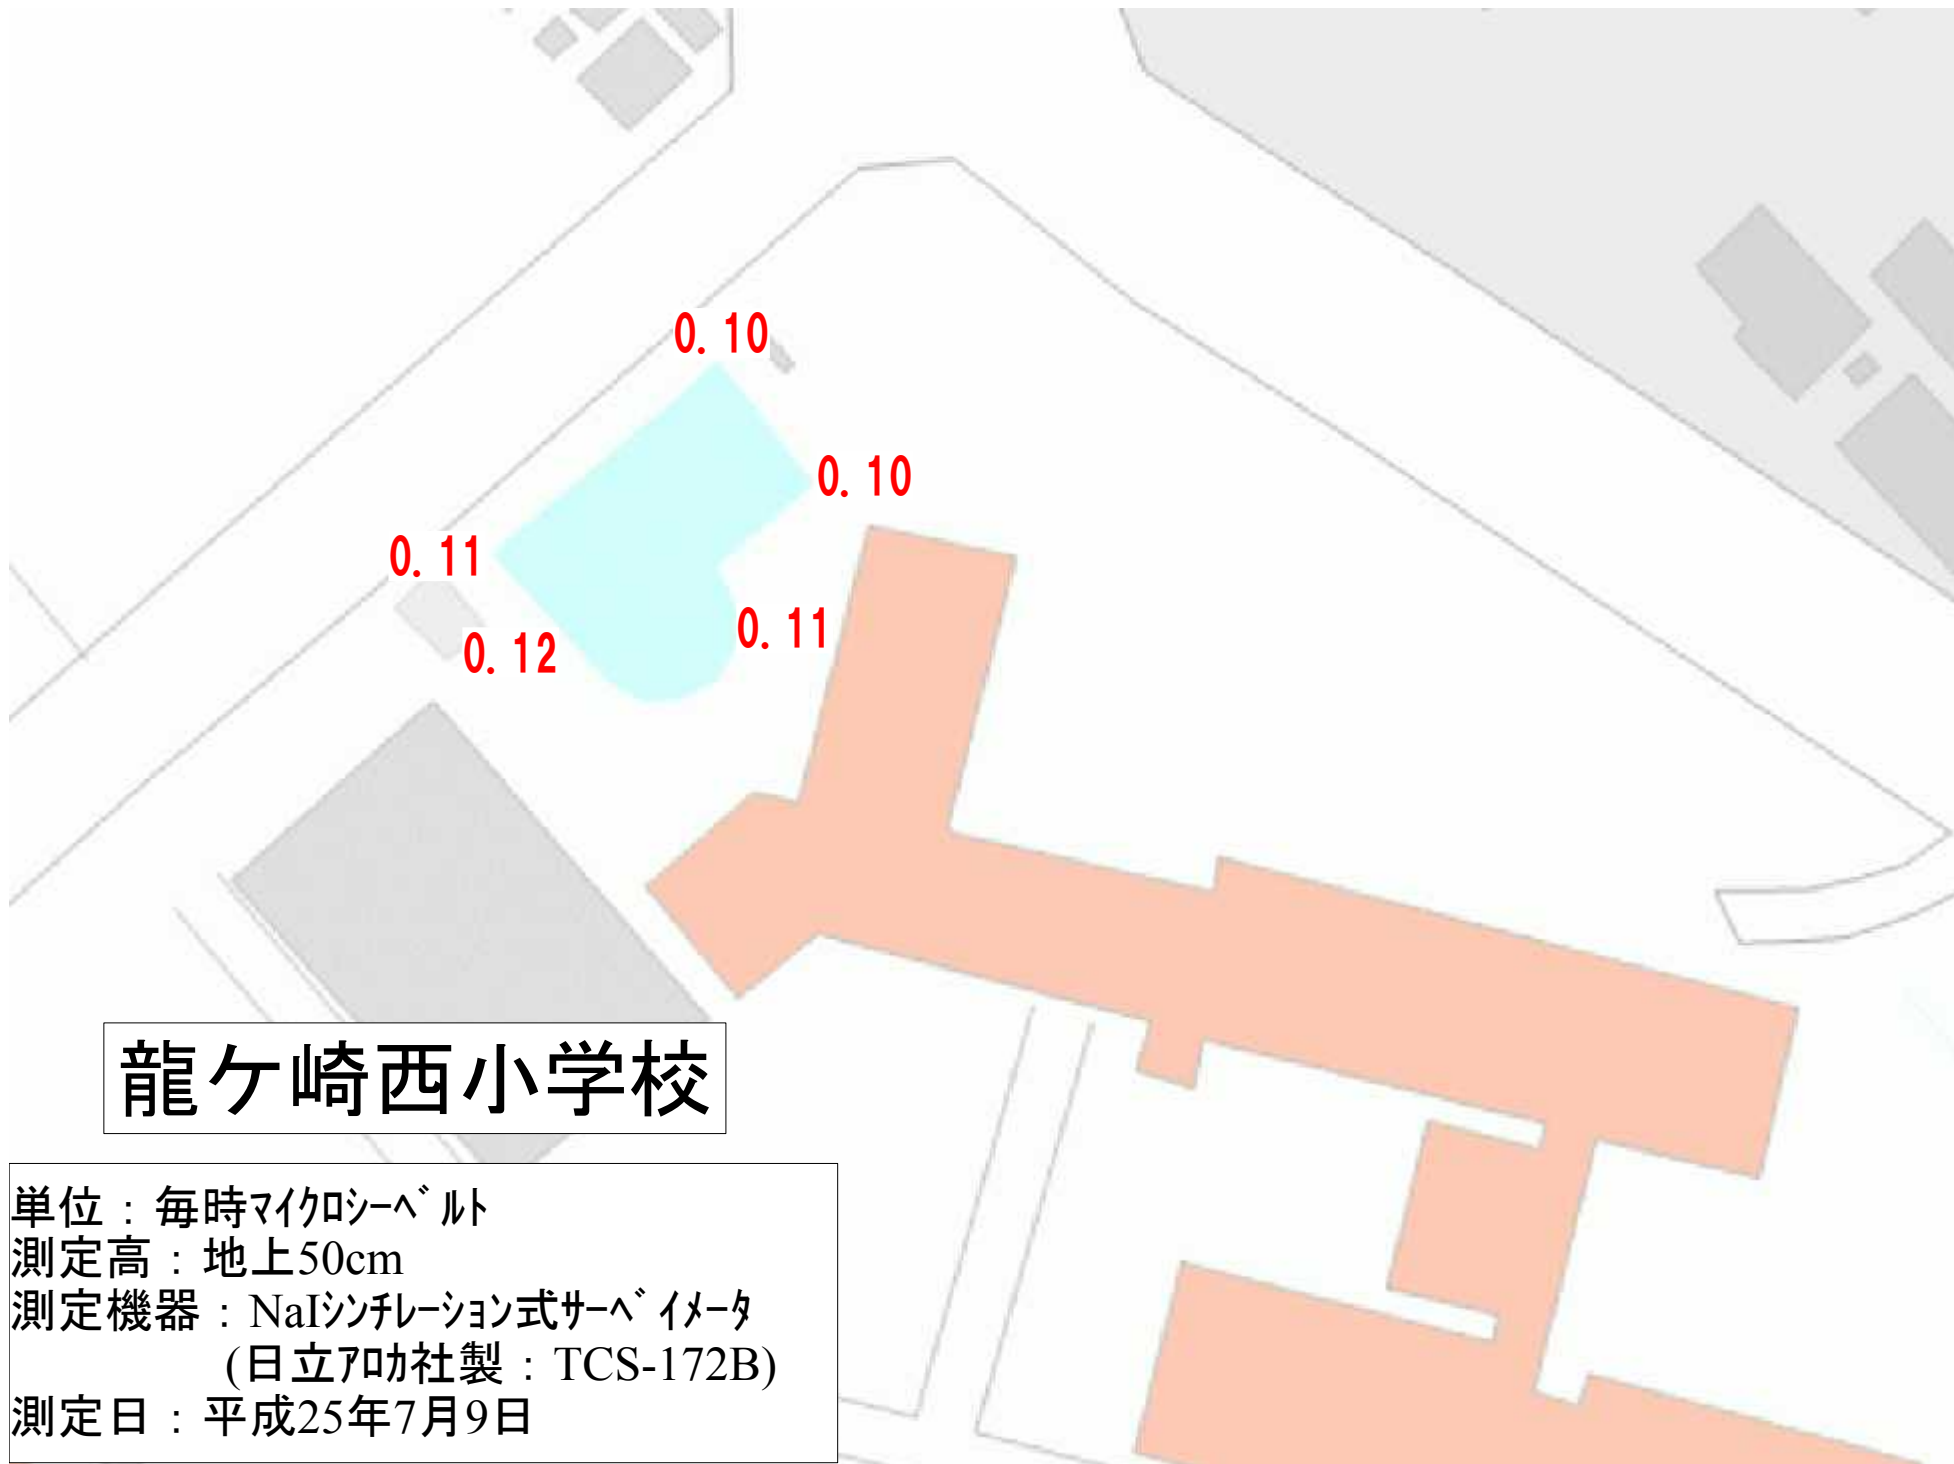 0.10
0.10
0.11
0.11
0.12
龍ケ崎西小学校
単位：毎時ﾏｲｸﾛｼｰﾍﾞﾙﾄ
測定高：地上50cm
測定機器：NaIｼﾝﾁﾚｰｼｮﾝ式ｻｰﾍﾞｲﾒｰﾀ
(日立ｱﾛｶ社製：TCS-172B)
測定日：平成25年7月9日